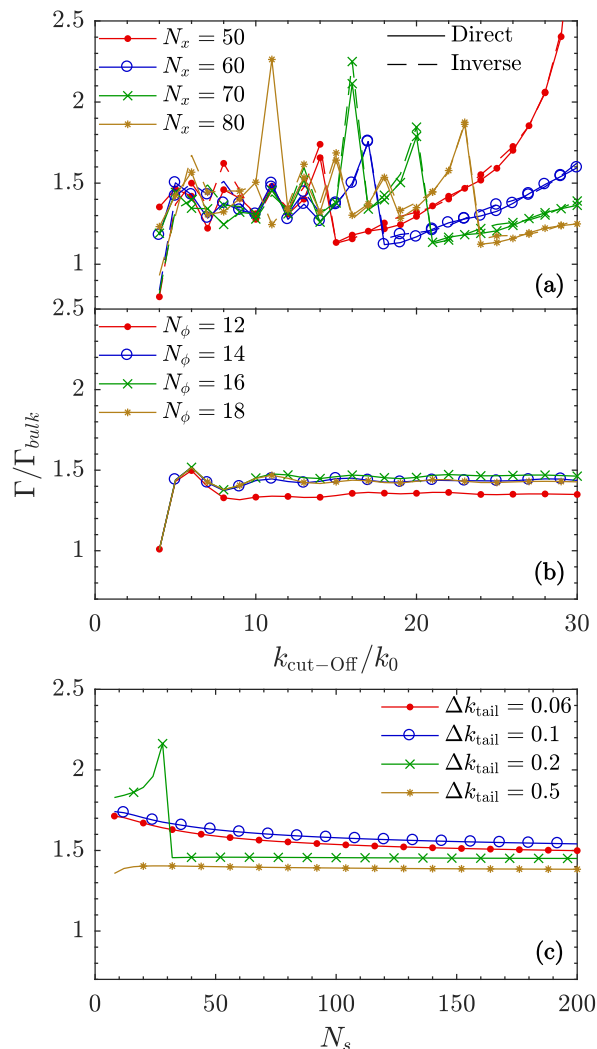 2.5
N_x = 50
Direct
N_x = 60
Inverse
N_x = 70
2
N_x = 80
1.5
1
(a)
2.5
N_ϕ = 12
N_ϕ = 14
2
N_ϕ = 16
N_ϕ = 18
Γ/Γ_bulk
1.5
1
(b)
0 10 20 30
k_cut−Off/k_0
2.5
Δk_tail = 0.06
Δk_tail = 0.1
2
Δk_tail = 0.2
Δk_tail = 0.5
1.5
1
(c)
0 50 100 150 200
N_s